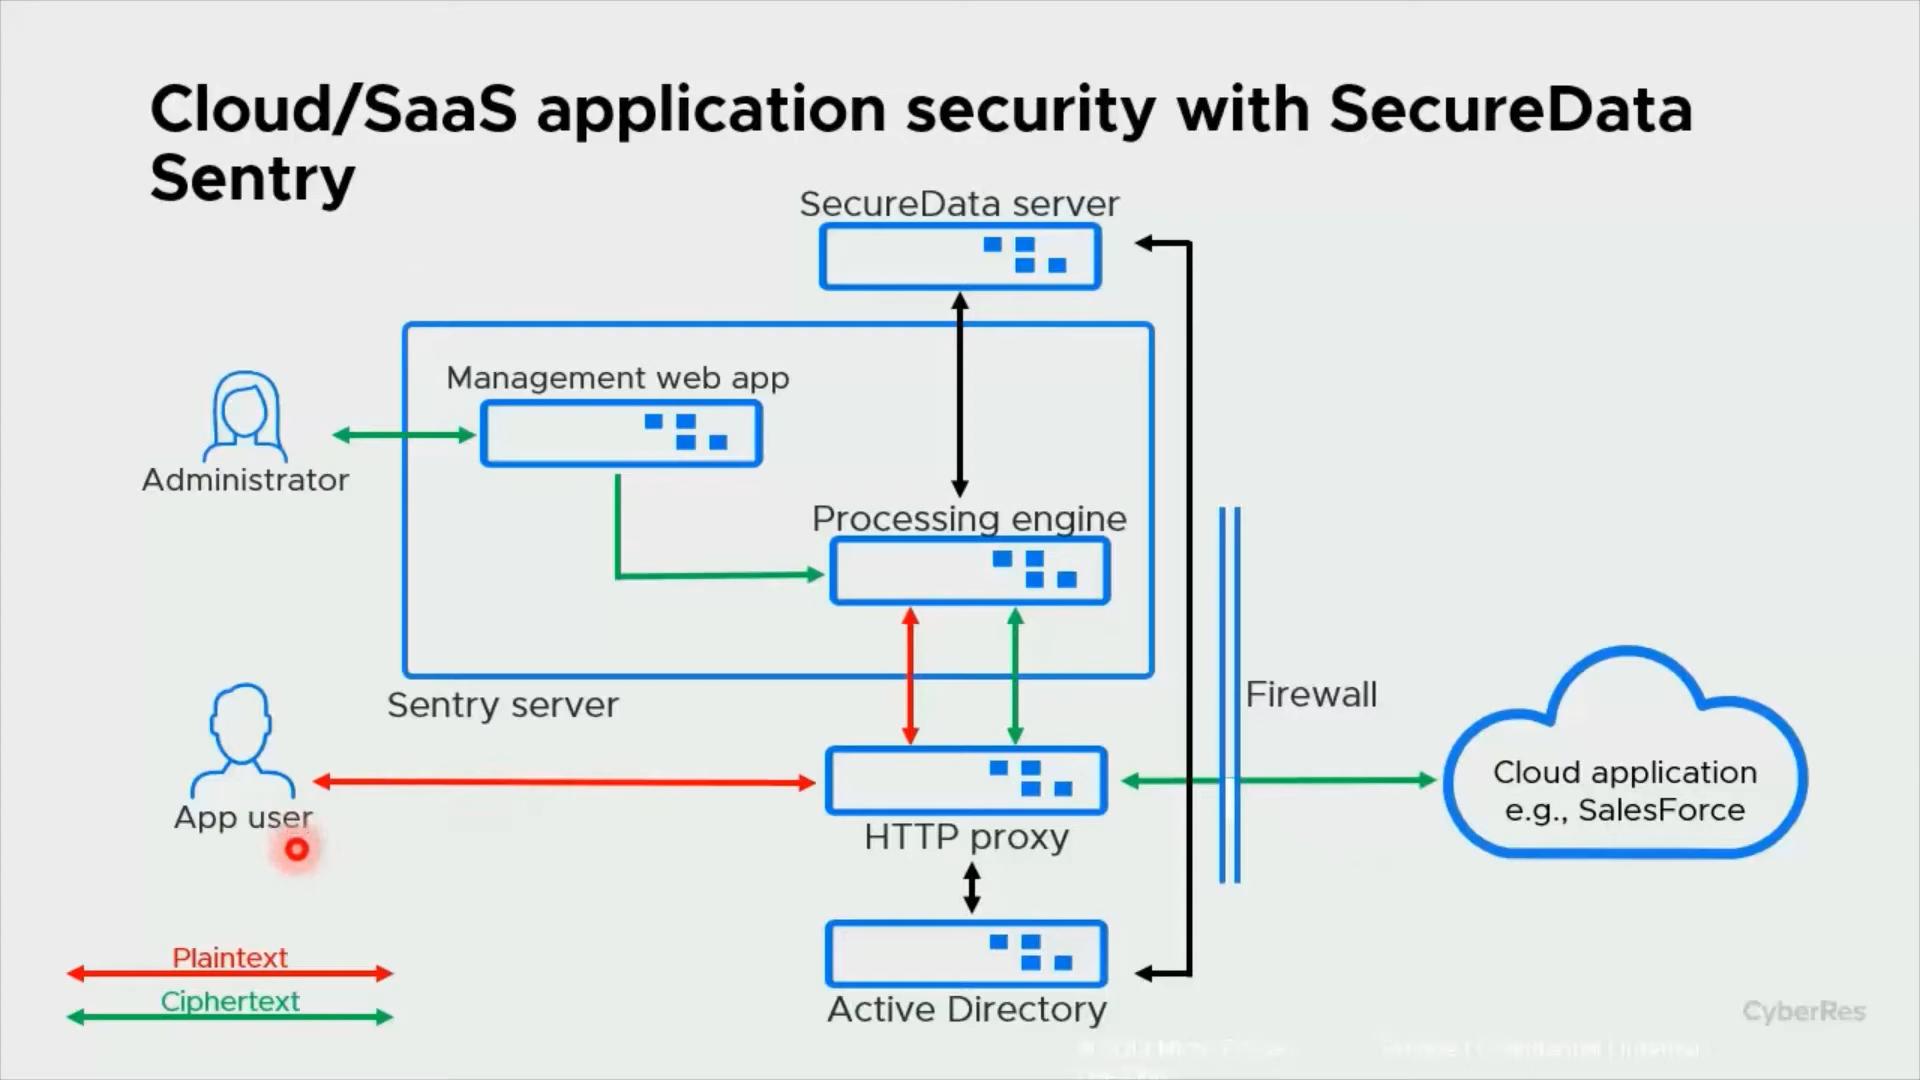 Cloud/SaaS application security with SecureData
Sentry
SecureData server
Management web app
Administrator
Processing engine
Sentry server
Firewall
App user
Cloud application
e.g., SalesForce
HTTP proxy
Plaintext
Ciphertext
Active Directory
CyberRes